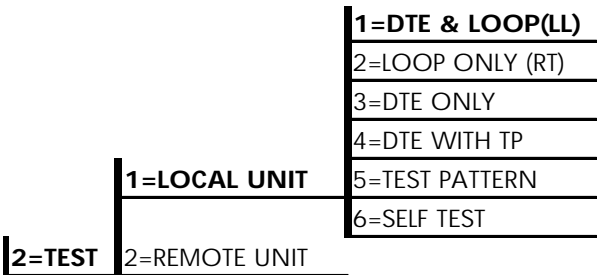 1=DTE & LOOP(LL)
2=LOOP ONLY (RT)
3=DTE ONLY
4=DTE WITH TP
1=LOCAL UNIT 5=TEST PATTERN
6=SELF TEST
2=TEST 2=REMOTE UNIT